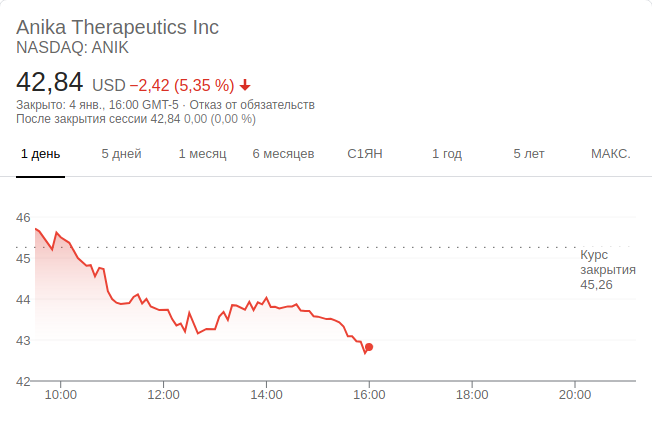 Anika Therapeutics Inc
NASDAQ: ANIK
42,84 USD −2,42 (5,35 %)
Закрыто: 4 янв., 16:00 GMT-5 · Отказ от обязательств
После закрытия сессии 42,84 0,00 (0,00 %)
1 день 5 дней 1 месяц 6 месяцев С1ЯН 1 год 5 лет МАКС.
46
45
44
43
42
Курс
закрытия
45,26
10:00 12:00 14:00 16:00 18:00 20:00